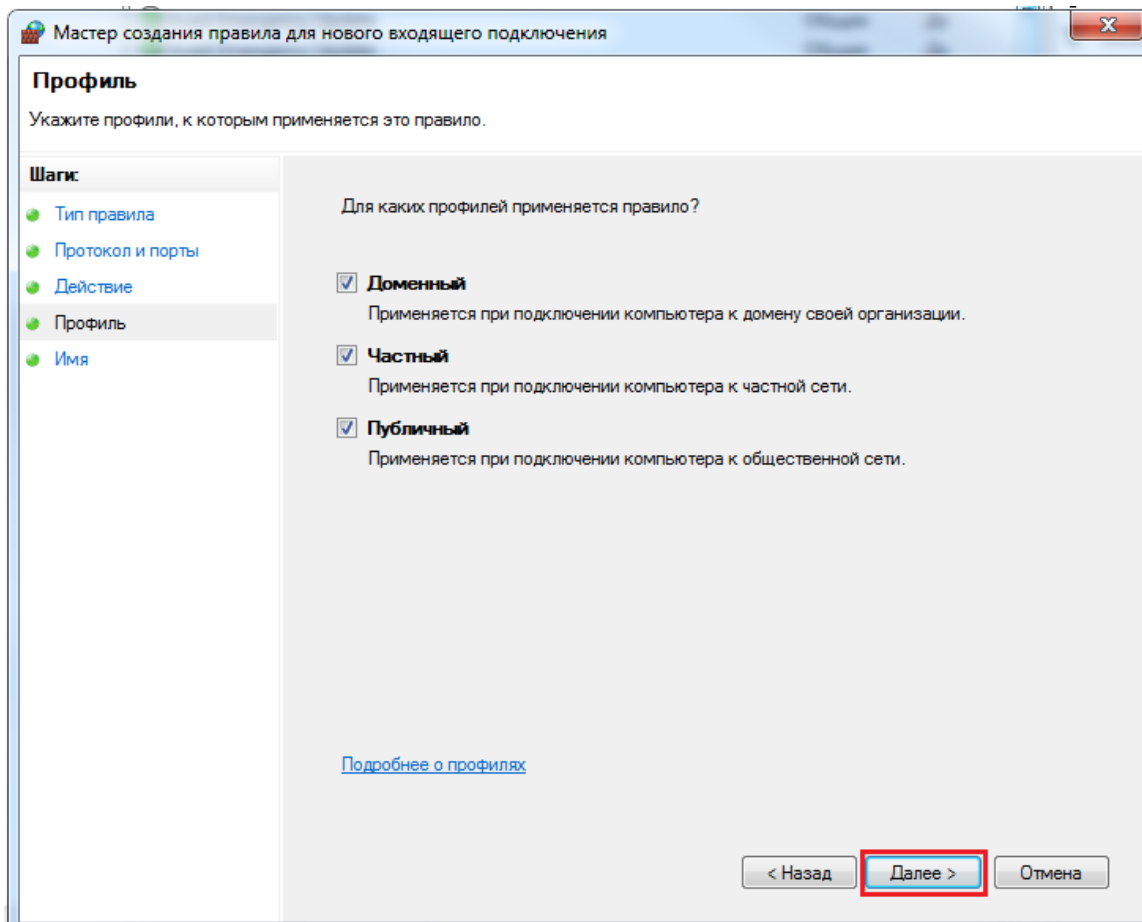 Мастер создания правила для нового входящего подключения
Профиль
Укажите профили, к которым применяется это правило.
Шаги:
Тип правила
Протокол и порты
Действие
Профиль
Имя
Для каких профилей применяется правило?
Доменный
Применяется при подключении компьютера к домену своей организации.
Частный
Применяется при подключении компьютера к частной сети.
Публичный
Применяется при подключении компьютера к общественной сети.
Подробнее о профилях
< Назад
Далее >
Отмена